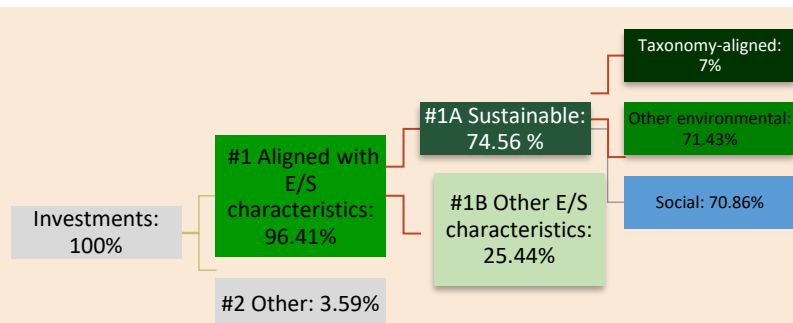 Investments:
100%
#1 Aligned with
E/S
characteristics:
96.41%
#2 Other: 3.59%
#1A Sustainable:
74.56 %
#1B Other E/S
characteristics:
25.44%
Taxonomy-aligned:
7%
Other environmental:
71.43%
Social: 70.86%